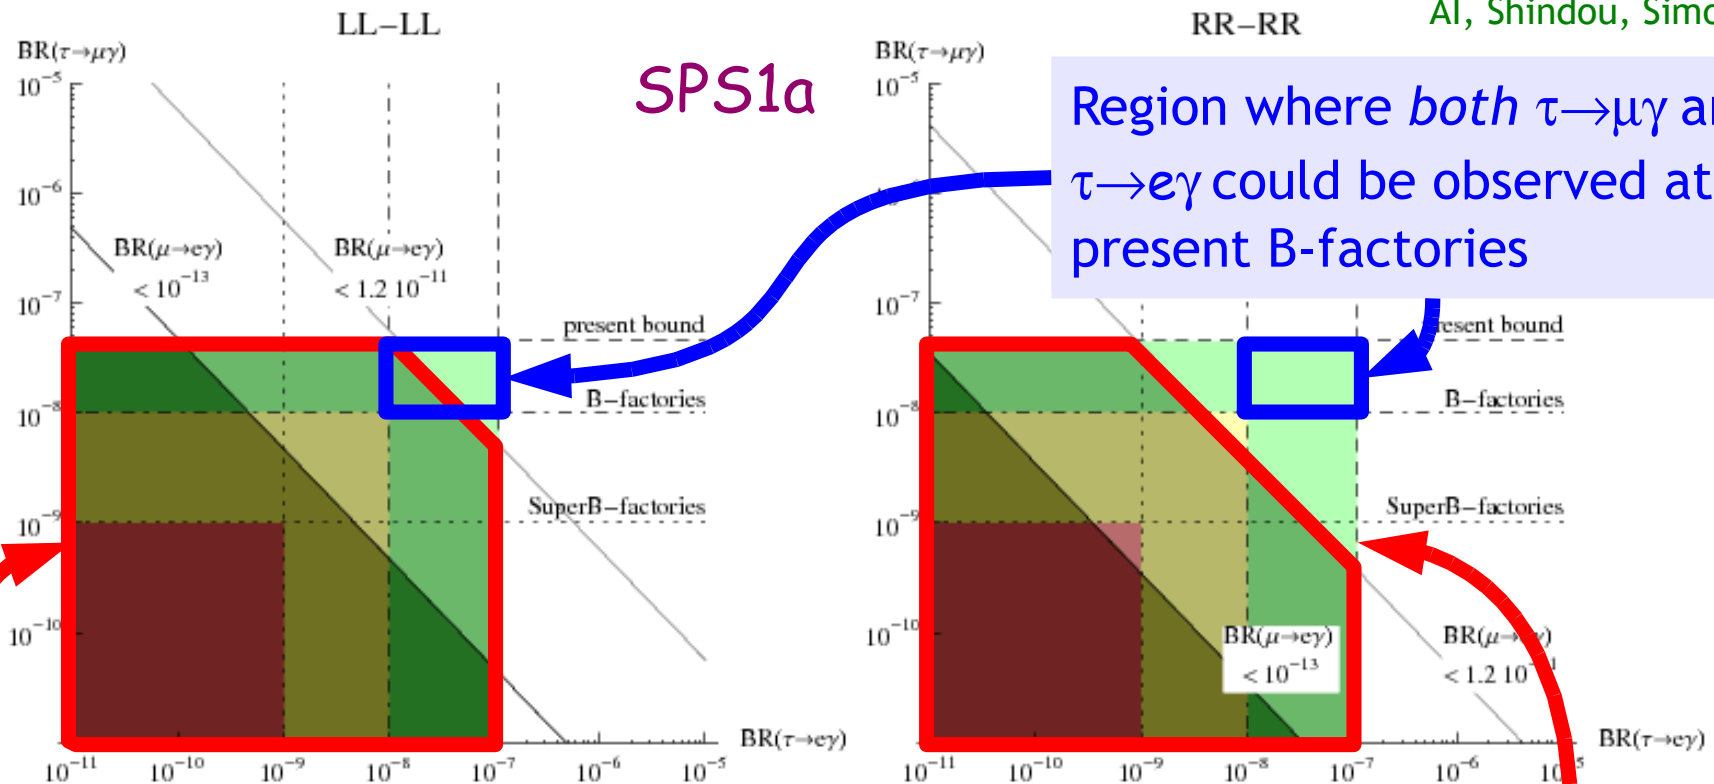 LL–LL
BR(τ→μγ)
SPS1a
10^-5
10^-6
10^-7
10^-8
10^-9
10^-10
BR(μ→eγ)
< 10^-13
BR(μ→eγ)
< 1.2 10^-11
present bound
B–factories
SuperB–factories
BR(τ→eγ)
10^-11
10^-10
10^-9
10^-8
10^-7
10^-6
10^-5
AI, Shindou,
RR–RR
BR(τ→μγ)
Region where both τ→μγ
τ→eγ could be observed at
present B-factories
10^-5
10^-7
10^-8
10^-9
10^-10
bound
B–factories
SuperB–factories
BR(μ→eγ)
< 10^-13
< 1.2 10
BR(τ→eγ)
10^-11
10^-10
10^-9
10^-8
10^-7
10^-6